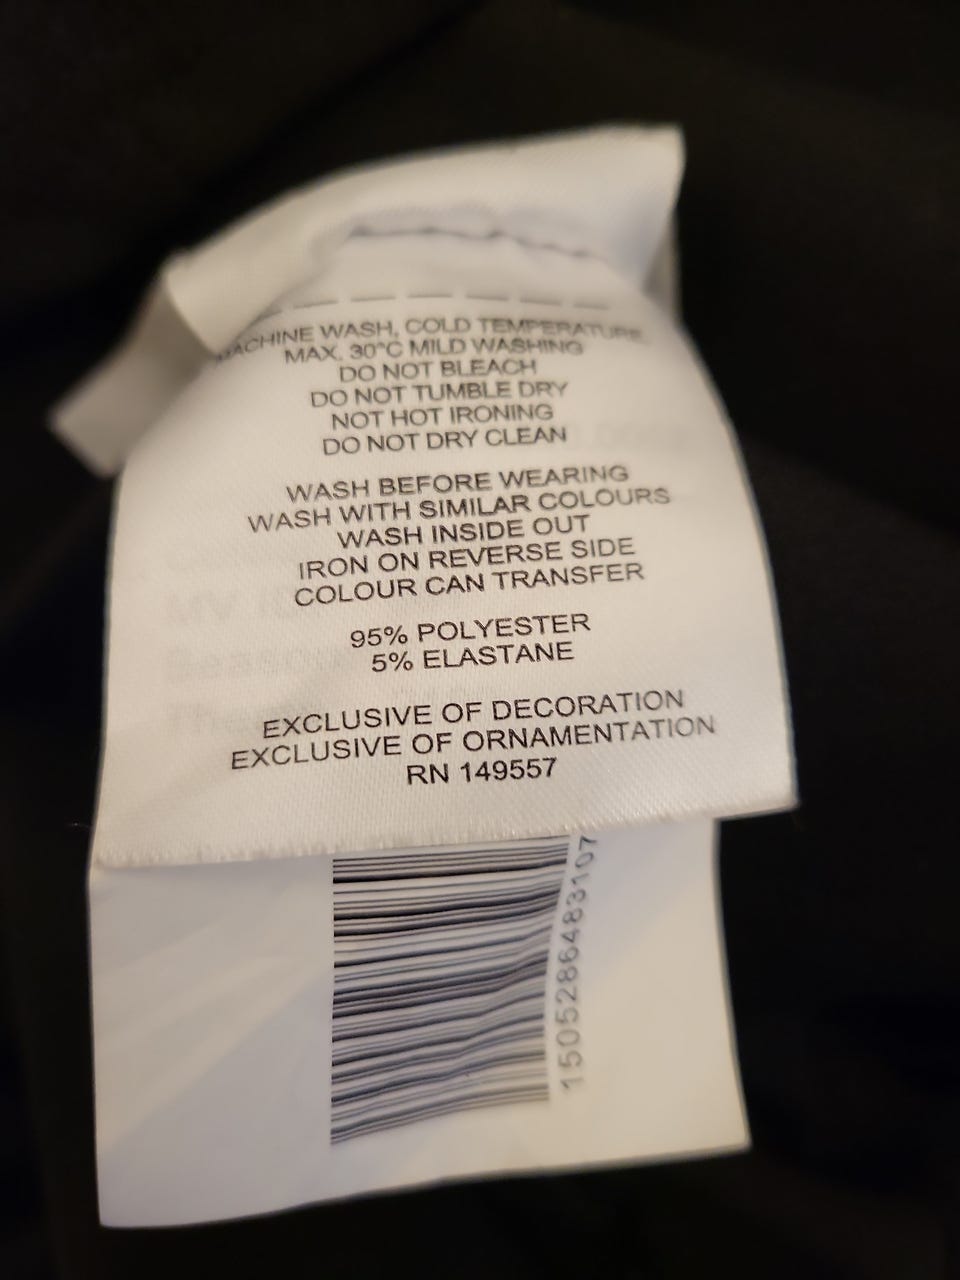 MACHINE WASH, COLD TEMPERATURE
MAX. 30°C MILD WASHING
DO NOT BLEACH
DO NOT TUMBLE DRY
NOT HOT IRONING
DO NOT DRY CLEAN
WASH BEFORE WEARING
WASH WITH SIMILAR COLOURS
WASH INSIDE OUT
IRON ON REVERSE SIDE
COLOUR CAN TRANSFER
95% POLYESTER
5% ELASTANE
EXCLUSIVE OF DECORATION
EXCLUSIVE OF ORNAMENTATION
RN 149557
1505286483107